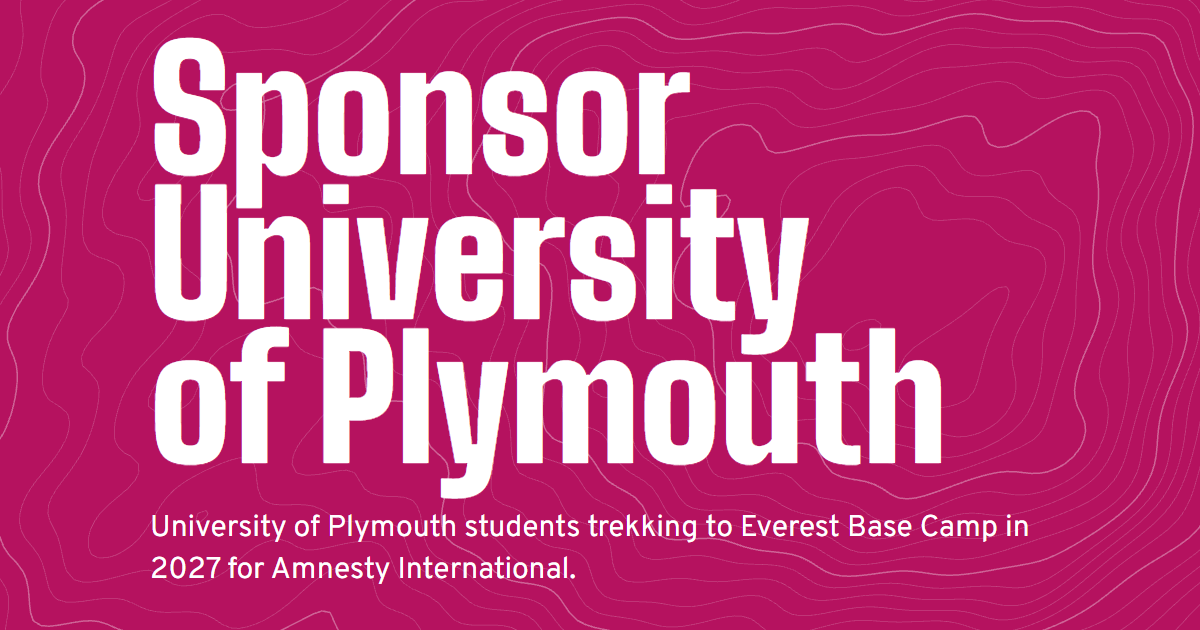 Sponsor
University
of Plymouth
University of Plymouth students trekking to Everest Base Camp in
2027 for Amnesty International.